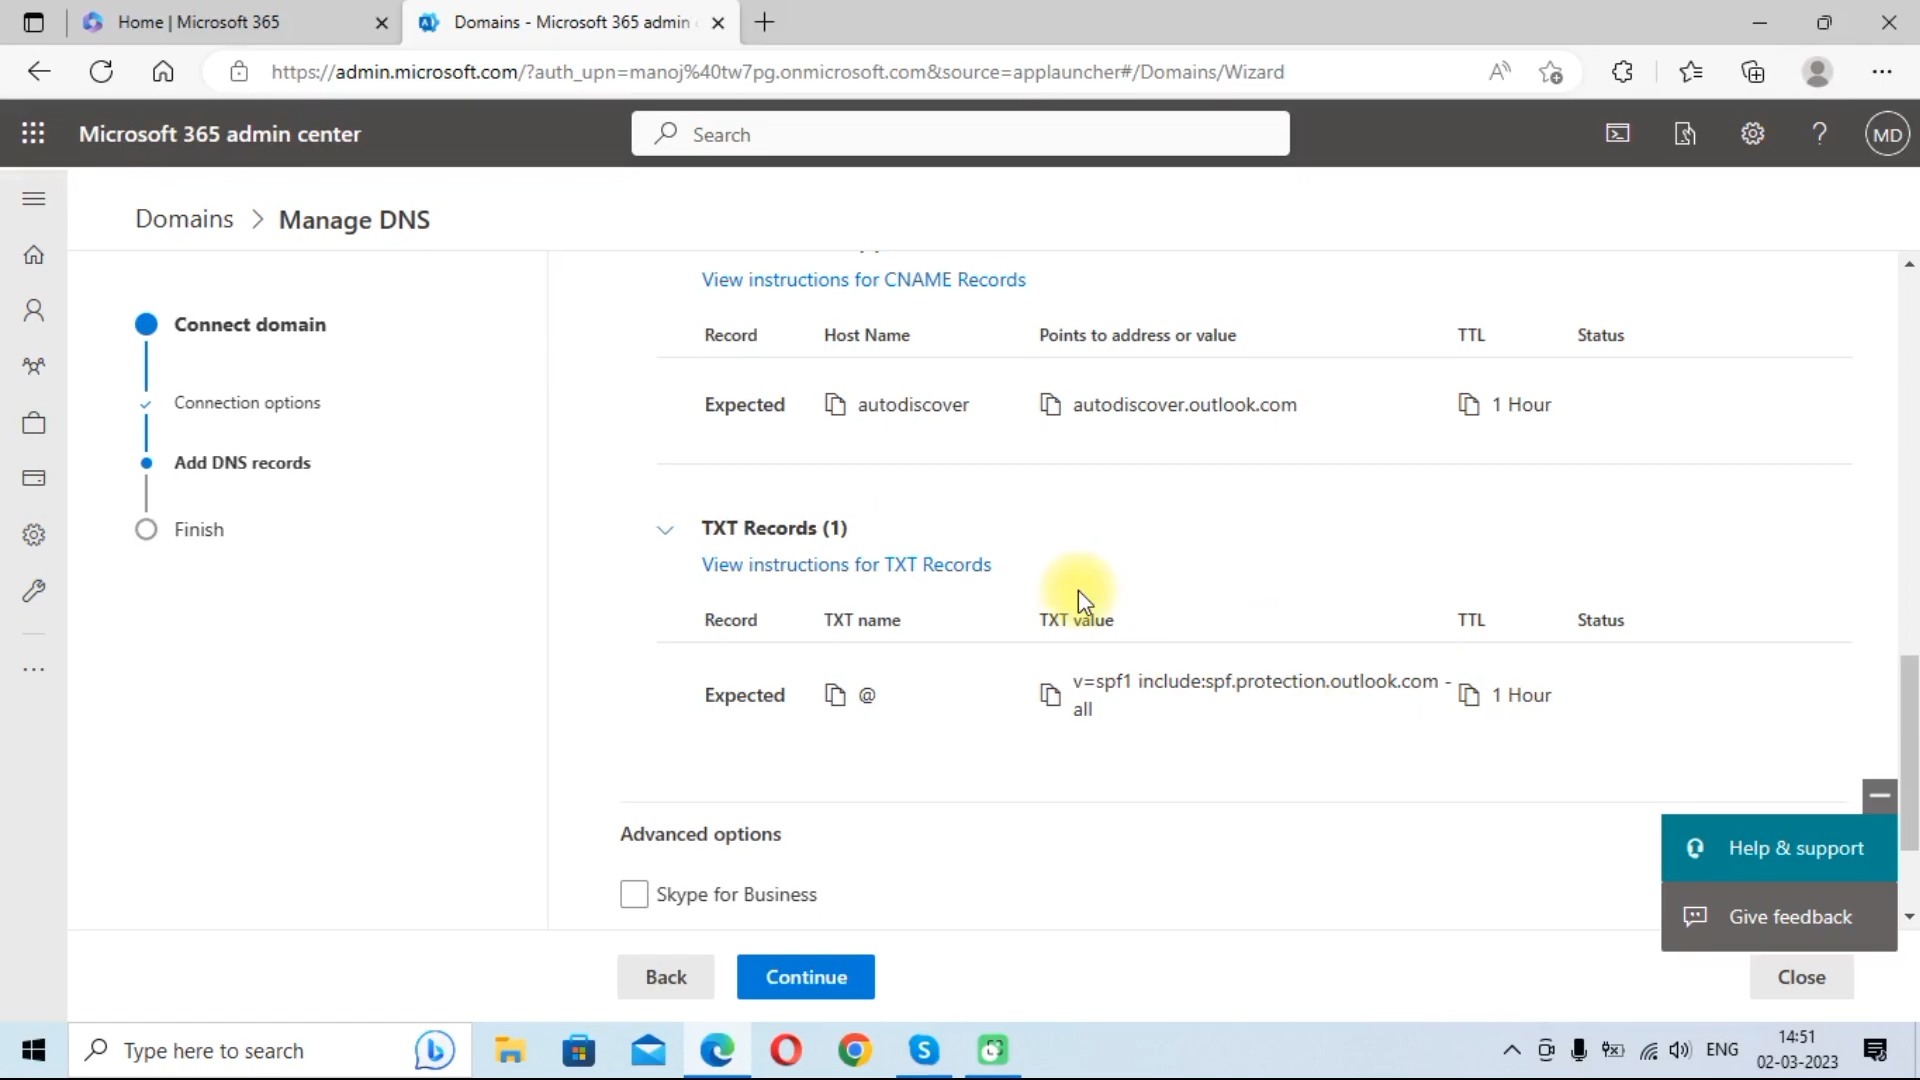 Home | Microsoft 365
Domains - Microsoft 365 admin
https://admin.microsoft.com/?auth_upn=manoj%40tw7pg.onmicrosoft.com&source=applauncher#/Domains/Wizard
Microsoft 365 admin center
Search
MD
Domains > Manage DNS
Connect domain
Connection options
Add DNS records
Finish
View instructions for CNAME Records
Record Host Name Points to address or value TTL Status
Expected autodiscover autodiscover.outlook.com 1 Hour
TXT Records (1)
View instructions for TXT Records
Record TXT name TXT value TTL Status
Expected @ v=spf1 include:spf.protection.outlook.com - 1 Hour
all
Advanced options
Skype for Business
Help & support
Give feedback
Back Continue Close
Type here to search
ENG
14:51
02-03-2023